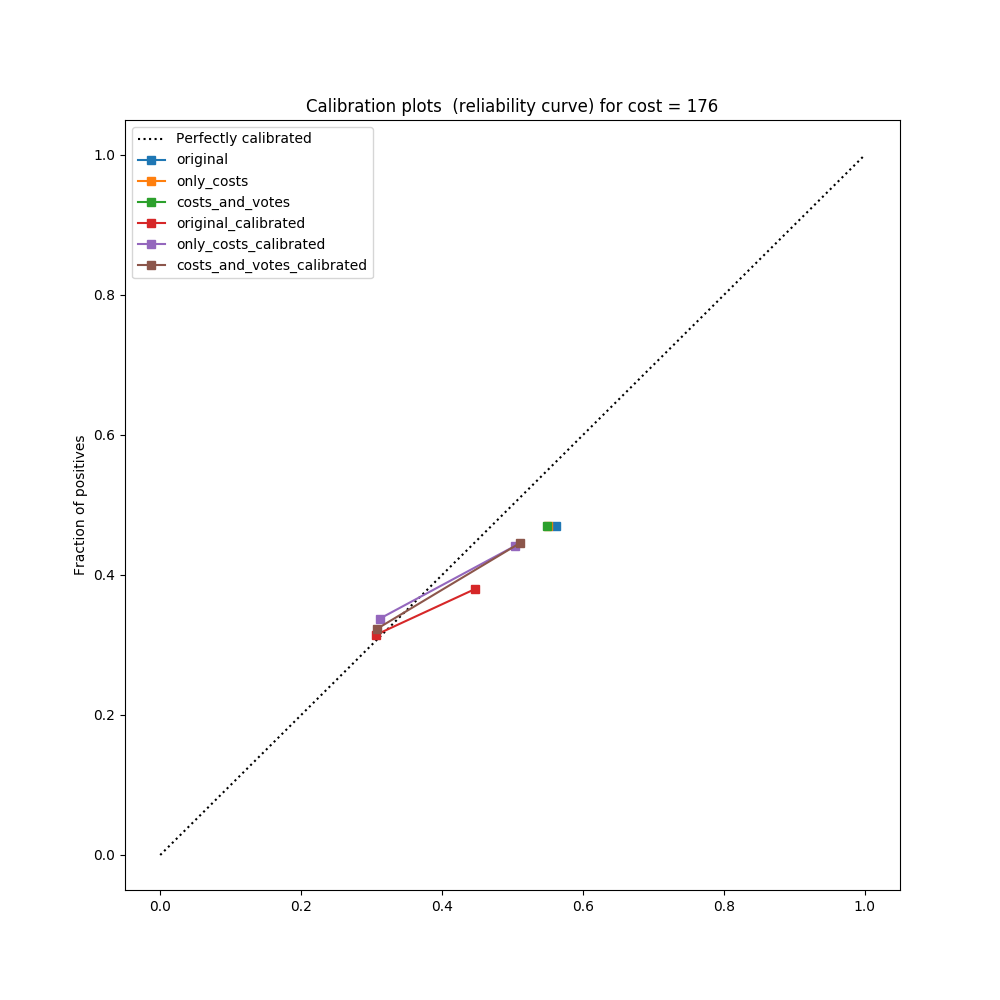 Calibration plots  (reliability curve) for cost = 176
Perfectly calibrated
original
only_costs
costs_and_votes
original_calibrated
only_costs_calibrated
costs_and_votes_calibrated
Fraction of positives
1.0
0.8
0.6
0.4
0.2
0.0
0.0 0.2 0.4 0.6 0.8 1.0